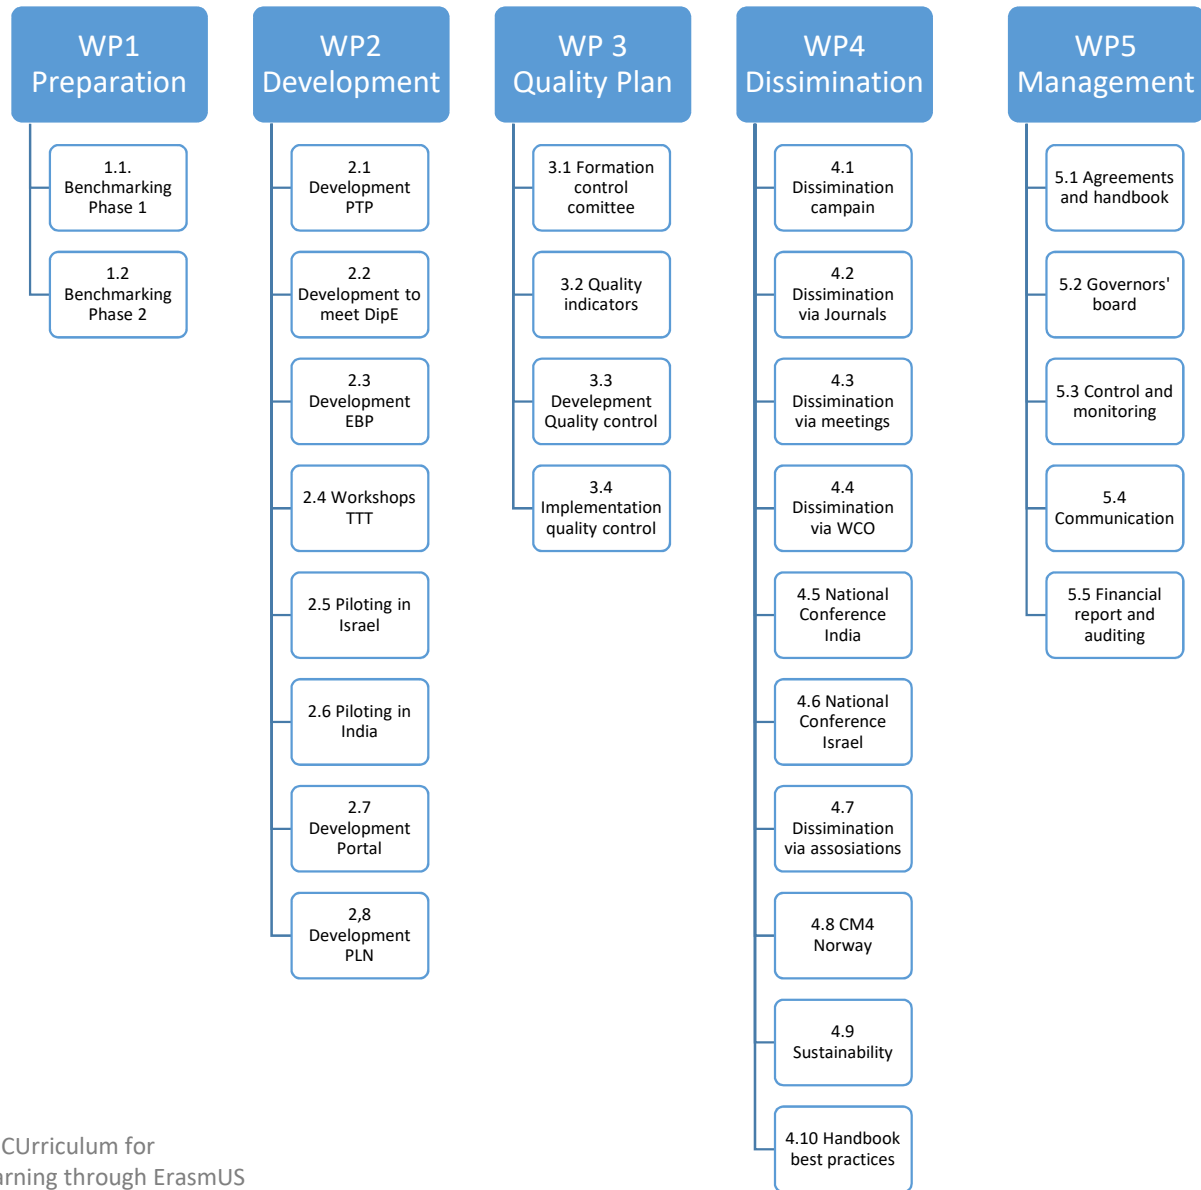 WP1
Preparation
1.1.
Benchmarking
Phase 1
1.2
Benchmarking
Phase 2
WP2
Development
2.1
Development
PTP
2.2
Development to
meet DipE
2.3
Development
EBP
2.4 Workshops
TTT
2.5 Piloting in
Israel
2.6 Piloting in
India
2.7
Development
Portal
2,8
Development
PLN
WP 3
Quality Plan
3.1 Formation
control
comittee
3.2 Quality
indicators
3.3
Develepment
Quality control
3.4
Implementation
quality control
WP4
Dissimination
4.1
Dissimination
campain
4.2
Dissimination
via Journals
4.3
Dissimination
via meetings
4.4
Dissimination
via WCO
4.5 National
Conference
India
4.6 National
Conference
Israel
4.7
Dissimination
via assosiations
4.8 CM4
Norway
4.9
Sustainability
4.10 Handbook
best practices
WP5
Management
5.1 Agreements
and handbook
5.2 Governors'
board
5.3 Control and
monitoring
5.4
Communication
5.5 Financial
report and
auditing
CUrriculum for
arning through ErasmUS